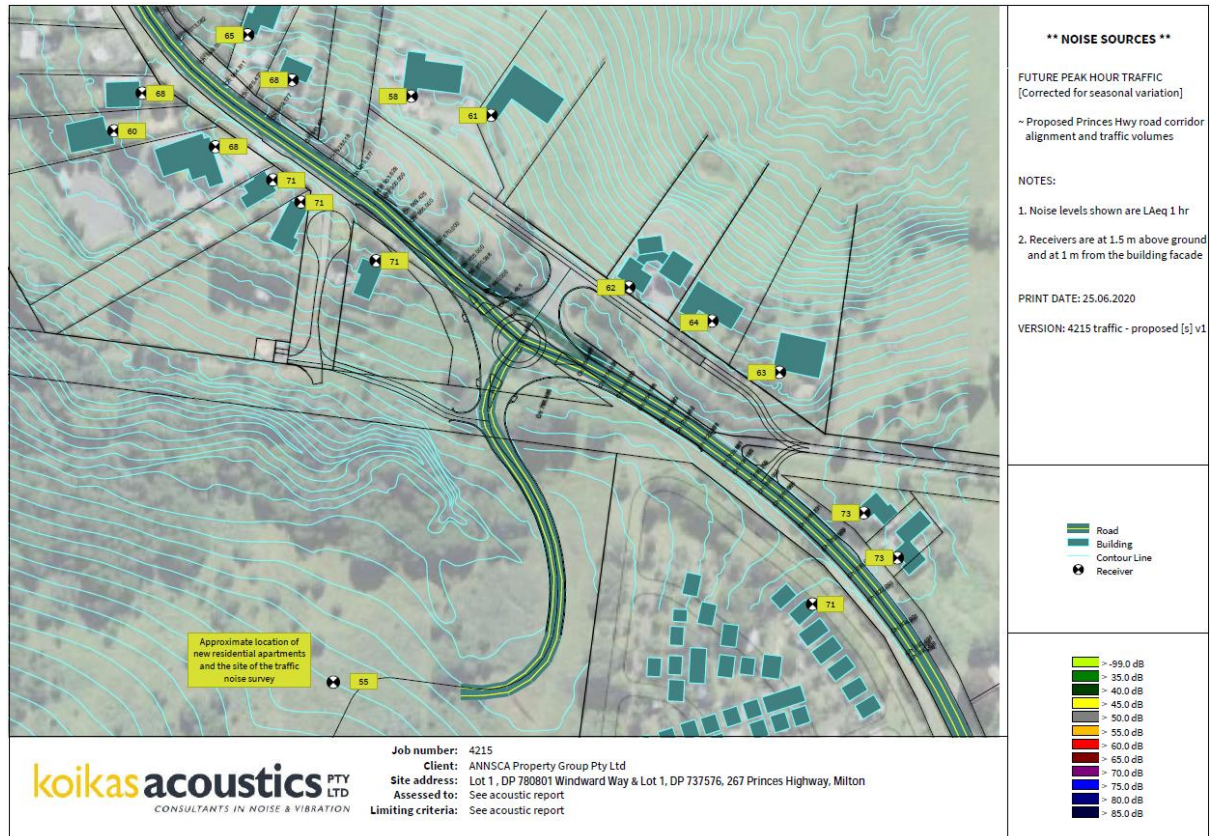 65
68
58
68
61
60
68
71
71
71
62
64
63
73
73
71
Approximate location of
new residential apartments
and the site of the traffic
noise survey
55
** NOISE SOURCES **
FUTURE PEAK HOUR TRAFFIC
[Corrected for seasonal variation]
~ Proposed Princes Hwy road corridor
alignment and traffic volumes
NOTES:
1. Noise levels shown are LAeq 1 hr
2. Receivers are at 1.5 m above ground
and at 1 m from the building facade
PRINT DATE: 25.06.2020
VERSION: 4215 traffic - proposed [s] v1
Road
Building
Contour Line
Receiver
> -99.0 dB
> 35.0 dB
> 40.0 dB
> 45.0 dB
> 50.0 dB
> 55.0 dB
> 60.0 dB
> 65.0 dB
> 70.0 dB
> 75.0 dB
> 80.0 dB
> 85.0 dB
koikas acoustics PTY LTD
CONSULTANTS IN NOISE & VIBRATION
Job number: 4215
Client: ANNSCA Property Group Pty Ltd
Site address: Lot 1 , DP 780801 Windward Way & Lot 1, DP 737576, 267 Princes Highway, Milton
Assessed to: See acoustic report
Limiting criteria: See acoustic report